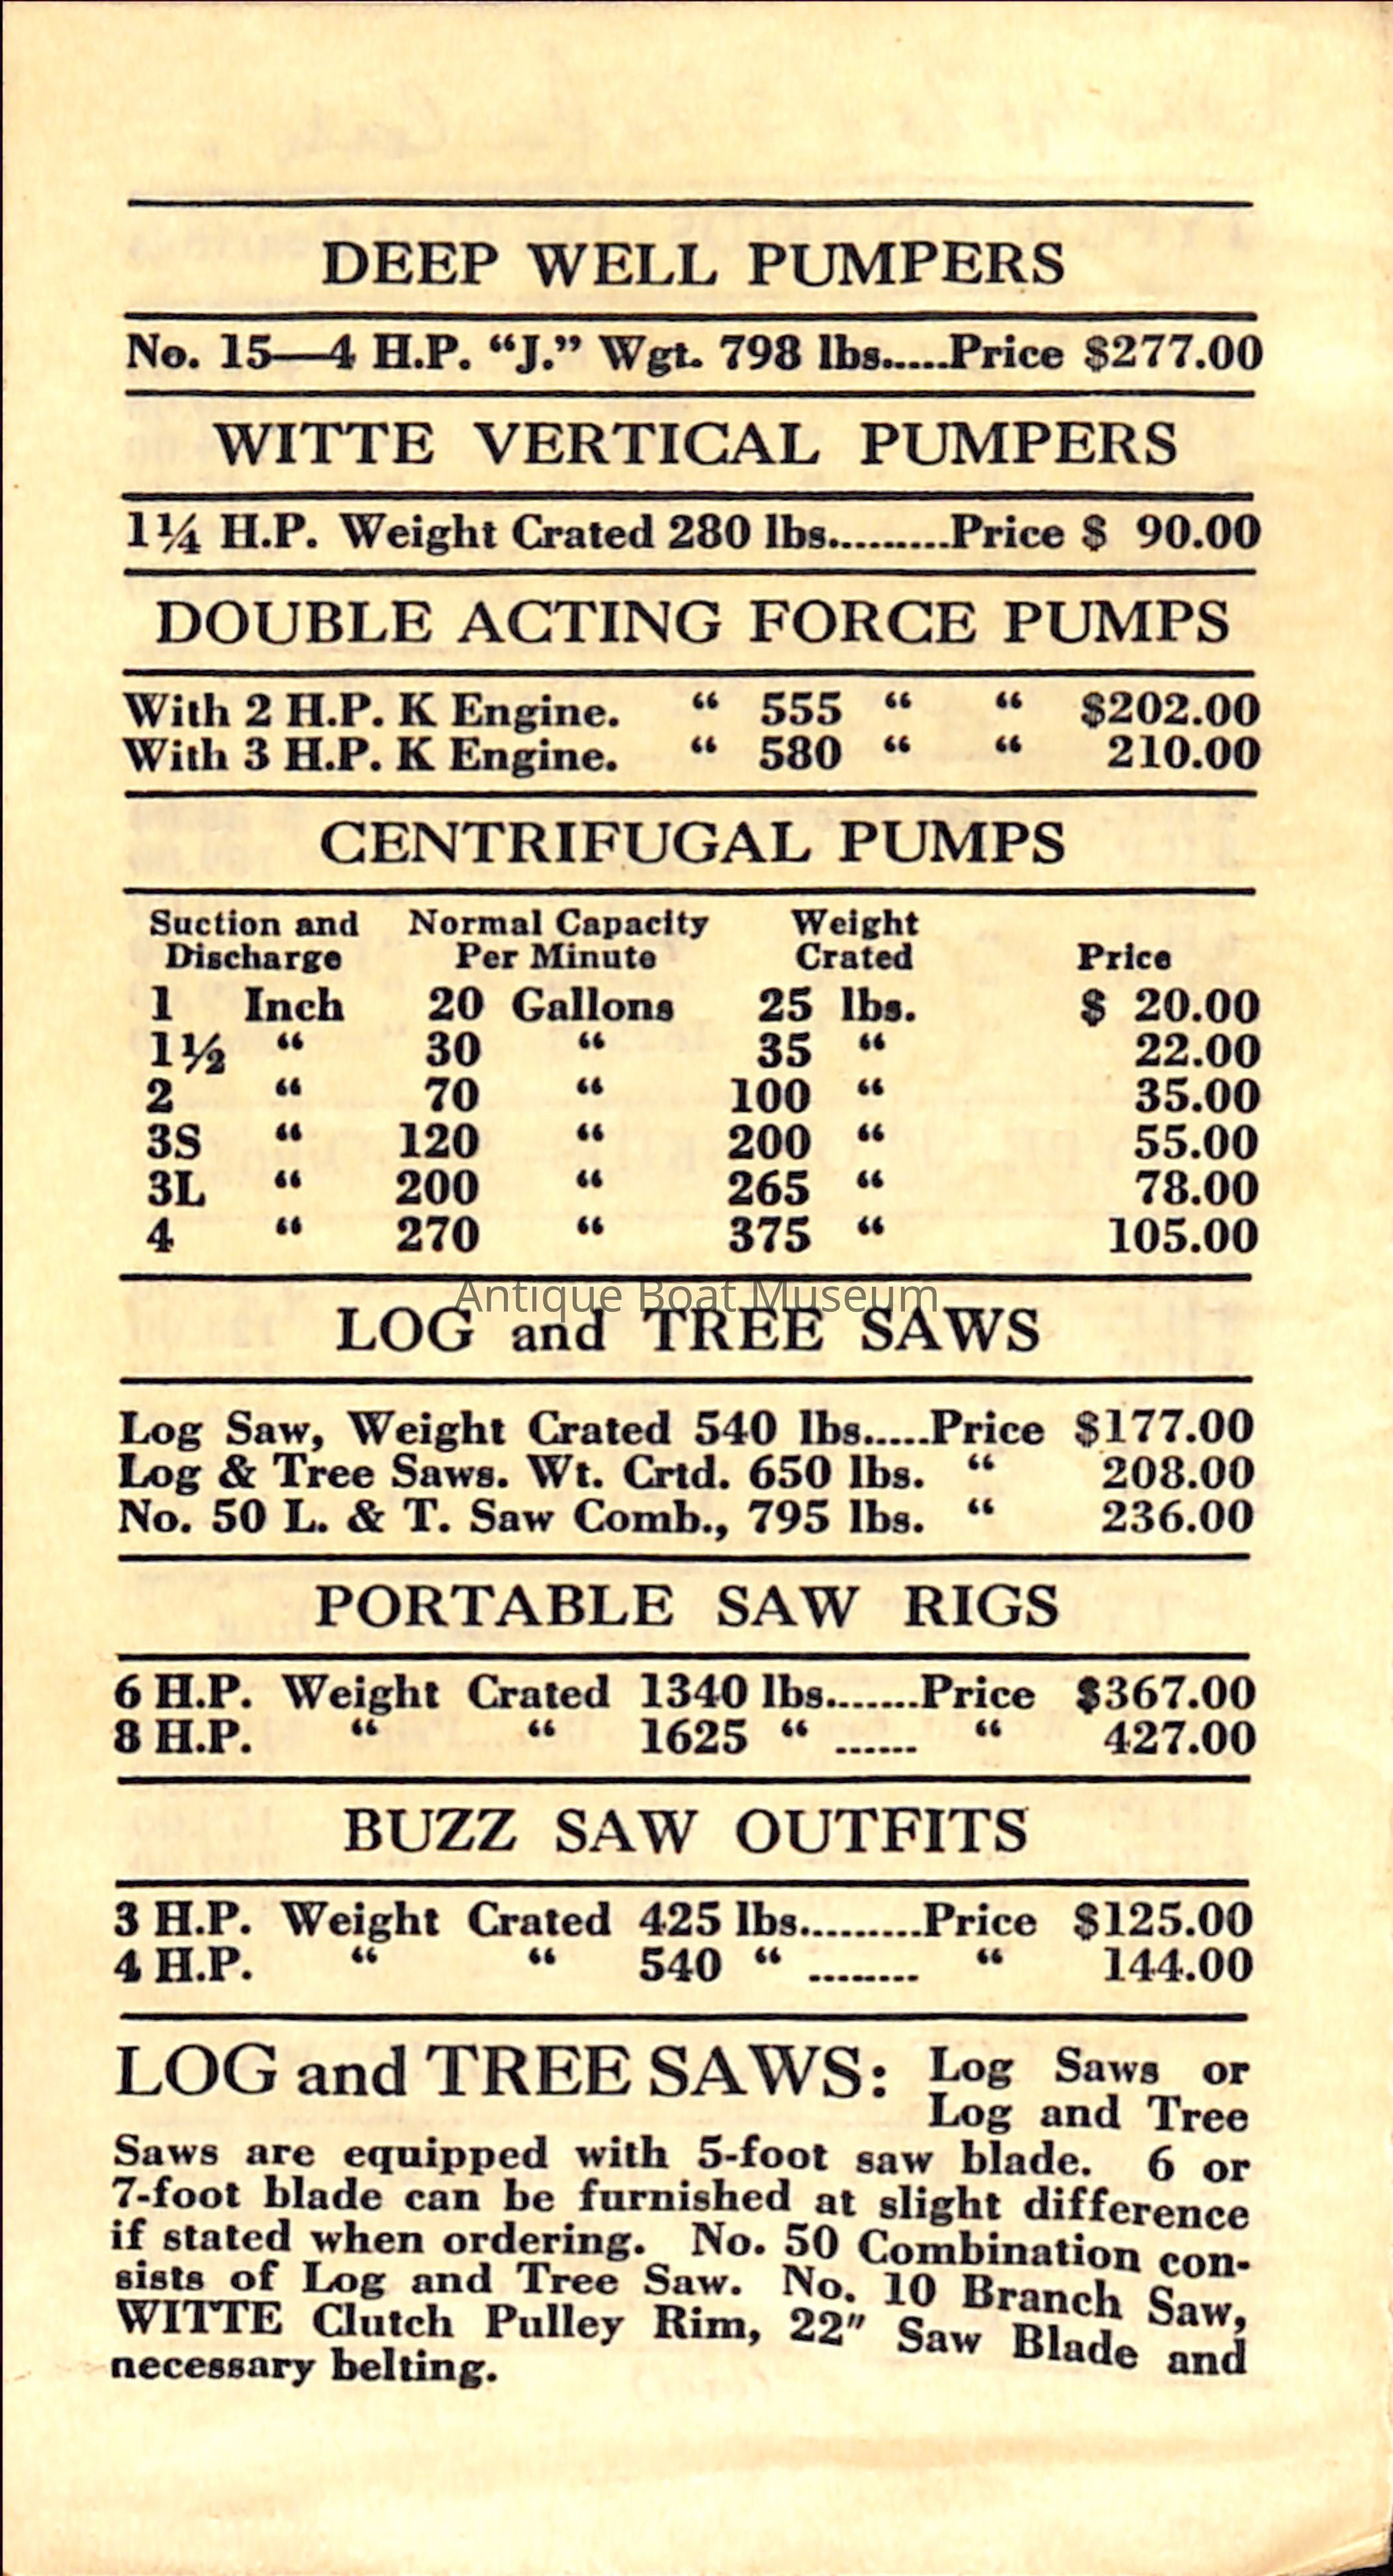 DEEP WELL PUMPERS
No. 15—4 H.P. “J.” Wgt. 798 lbs.....Price $277.00
WITTE VERTICAL PUMPERS
1¼ H.P. Weight Crated 280 lbs..........Price $ 90.00
DOUBLE ACTING FORCE PUMPS
With 2 H.P. K Engine. “ 555 “ “ $202.00
With 3 H.P. K Engine. “ 580 “ “ 210.00
CENTRIFUGAL PUMPS
Suction and Normal Capacity Weight
Discharge Per Minute Crated Price
1 Inch 20 Gallons 25 lbs. $ 20.00
1½ “ 30 “ 35 “ 22.00
2 “ 70 “ 100 “ 35.00
3S “ 120 “ 200 “ 55.00
3L “ 200 “ 265 “ 78.00
4 “ 270 “ 375 “ 105.00
Antique Boat Museum
LOG and TREE SAWS
Log Saw, Weight Crated 540 lbs.....Price $177.00
Log & Tree Saws. Wt. Crtd. 650 lbs. “ 208.00
No. 50 L. & T. Saw Comb., 795 lbs. “ 236.00
PORTABLE SAW RIGS
6 H.P. Weight Crated 1340 lbs.......Price $367.00
8 H.P. “ “ 1625 “ ...... “ 427.00
BUZZ SAW OUTFITS
3 H.P. Weight Crated 425 lbs.........Price $125.00
4 H.P. “ “ 540 “ ........ “ 144.00
LOG and TREE SAWS: Log Saws or
Log and Tree
Saws are equipped with 5-foot saw blade. 6 or
7-foot blade can be furnished at slight difference
if stated when ordering. No. 50 Combination con-
sists of Log and Tree Saw. No. 10 Branch Saw,
WITTE Clutch Pulley Rim, 22″ Saw Blade and
necessary belting.